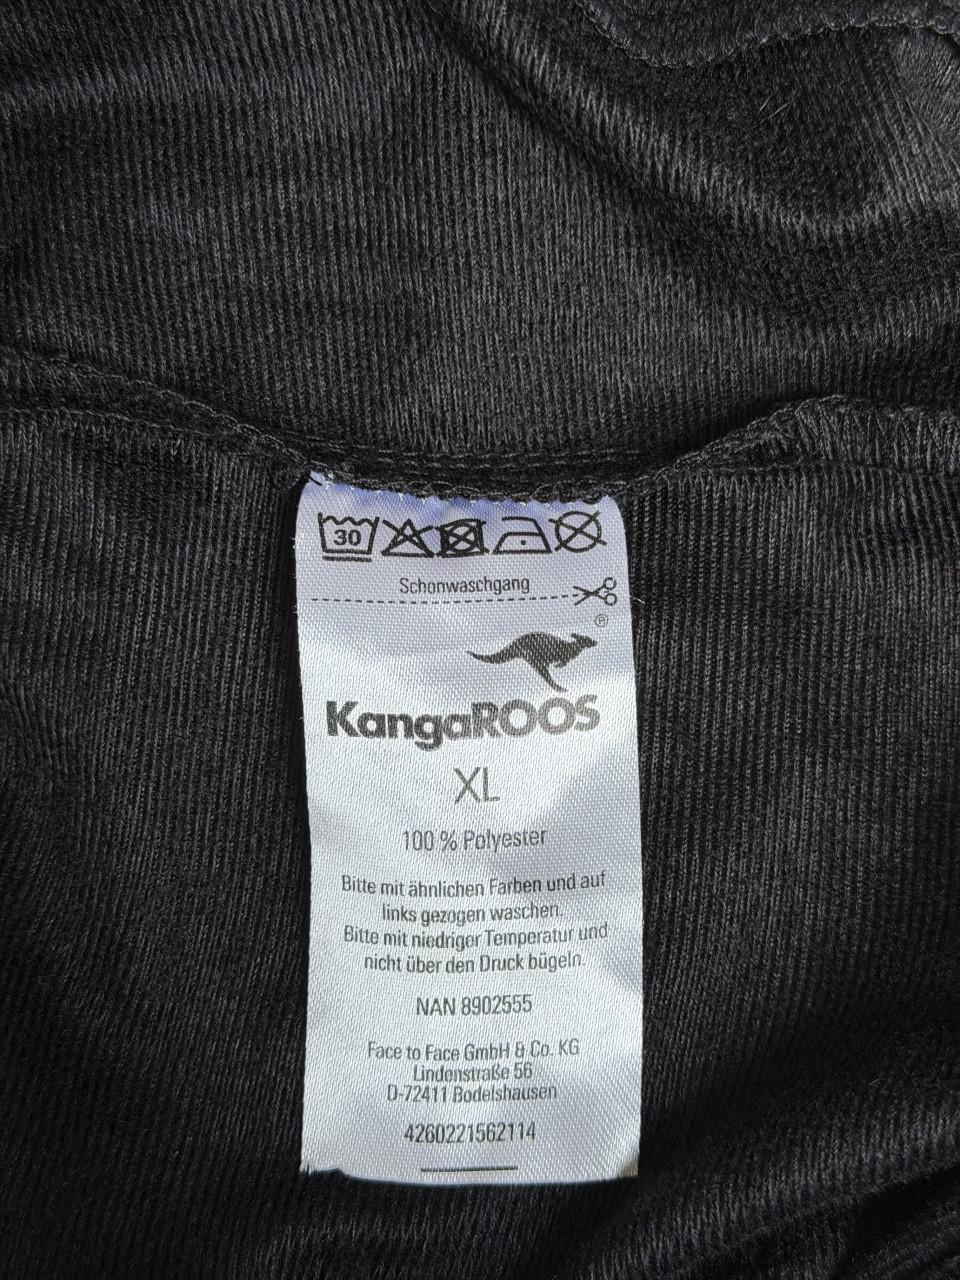 30
Schonwaschgang
®
KangaROOS
XL
100 % Polyester
Bitte mit ähnlichen Farben und auf
links gezogen waschen.
Bitte mit niedriger Temperatur und
nicht über den Druck bügeln.
NAN 8902555
Face to Face GmbH & Co. KG
Lindenstraße 56
D-72411 Bodelshausen
4260221562114